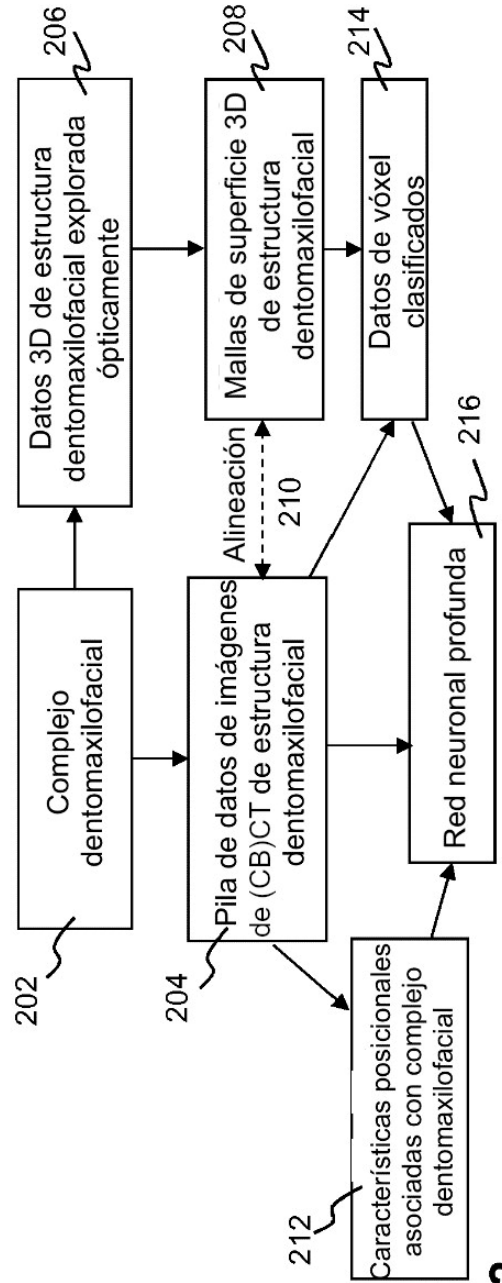 202
Complejo
dentomaxilofacial
206
Datos 3D de estructura
dentomaxilofacial explorada
ópticamente
204
Pila de datos de imágenes
de (CB)CT de estructura
dentomaxilofacial
Alineación
210
208
Mallas de superficie 3D
de estructura
dentomaxilofacial
212
Características posicionales
asociadas con complejo
dentomaxilofacial
214
Datos de vóxel
clasificados
216
Red neuronal profunda